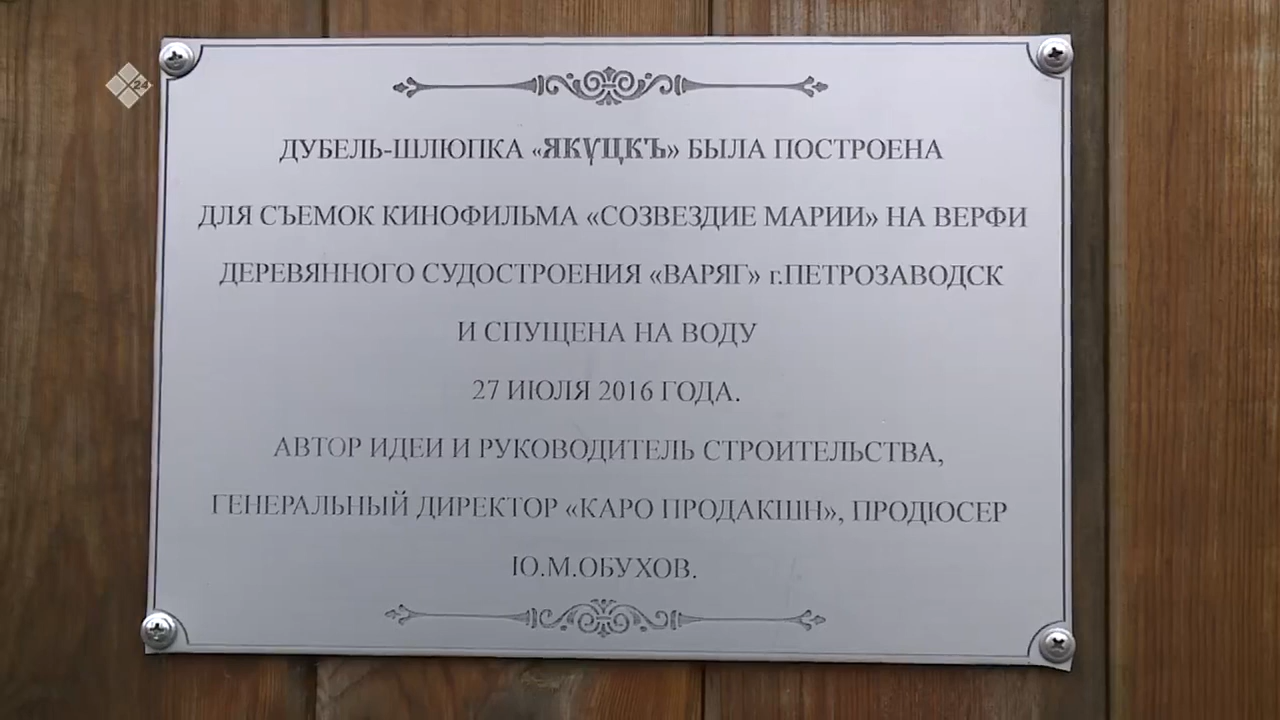 24
ДУБЕЛЬ-ШЛЮПКА «ЯКУЦКЪ» БЫЛА ПОСТРОЕНА
ДЛЯ СЪЕМОК КИНОФИЛЬМА «СОЗВЕЗДИЕ МАРИИ» НА ВЕРФИ
ДЕРЕВЯННОГО СУДОСТРОЕНИЯ «ВАРЯГ» г.ПЕТРОЗАВОДСК
И СПУЩЕНА НА ВОДУ
27 ИЮЛЯ 2016 ГОДА.
АВТОР ИДЕИ И РУКОВОДИТЕЛЬ СТРОИТЕЛЬСТВА,
ГЕНЕРАЛЬНЫЙ ДИРЕКТОР «КАРО ПРОДАКШН», ПРОДЮСЕР
Ю.М.ОБУХОВ.